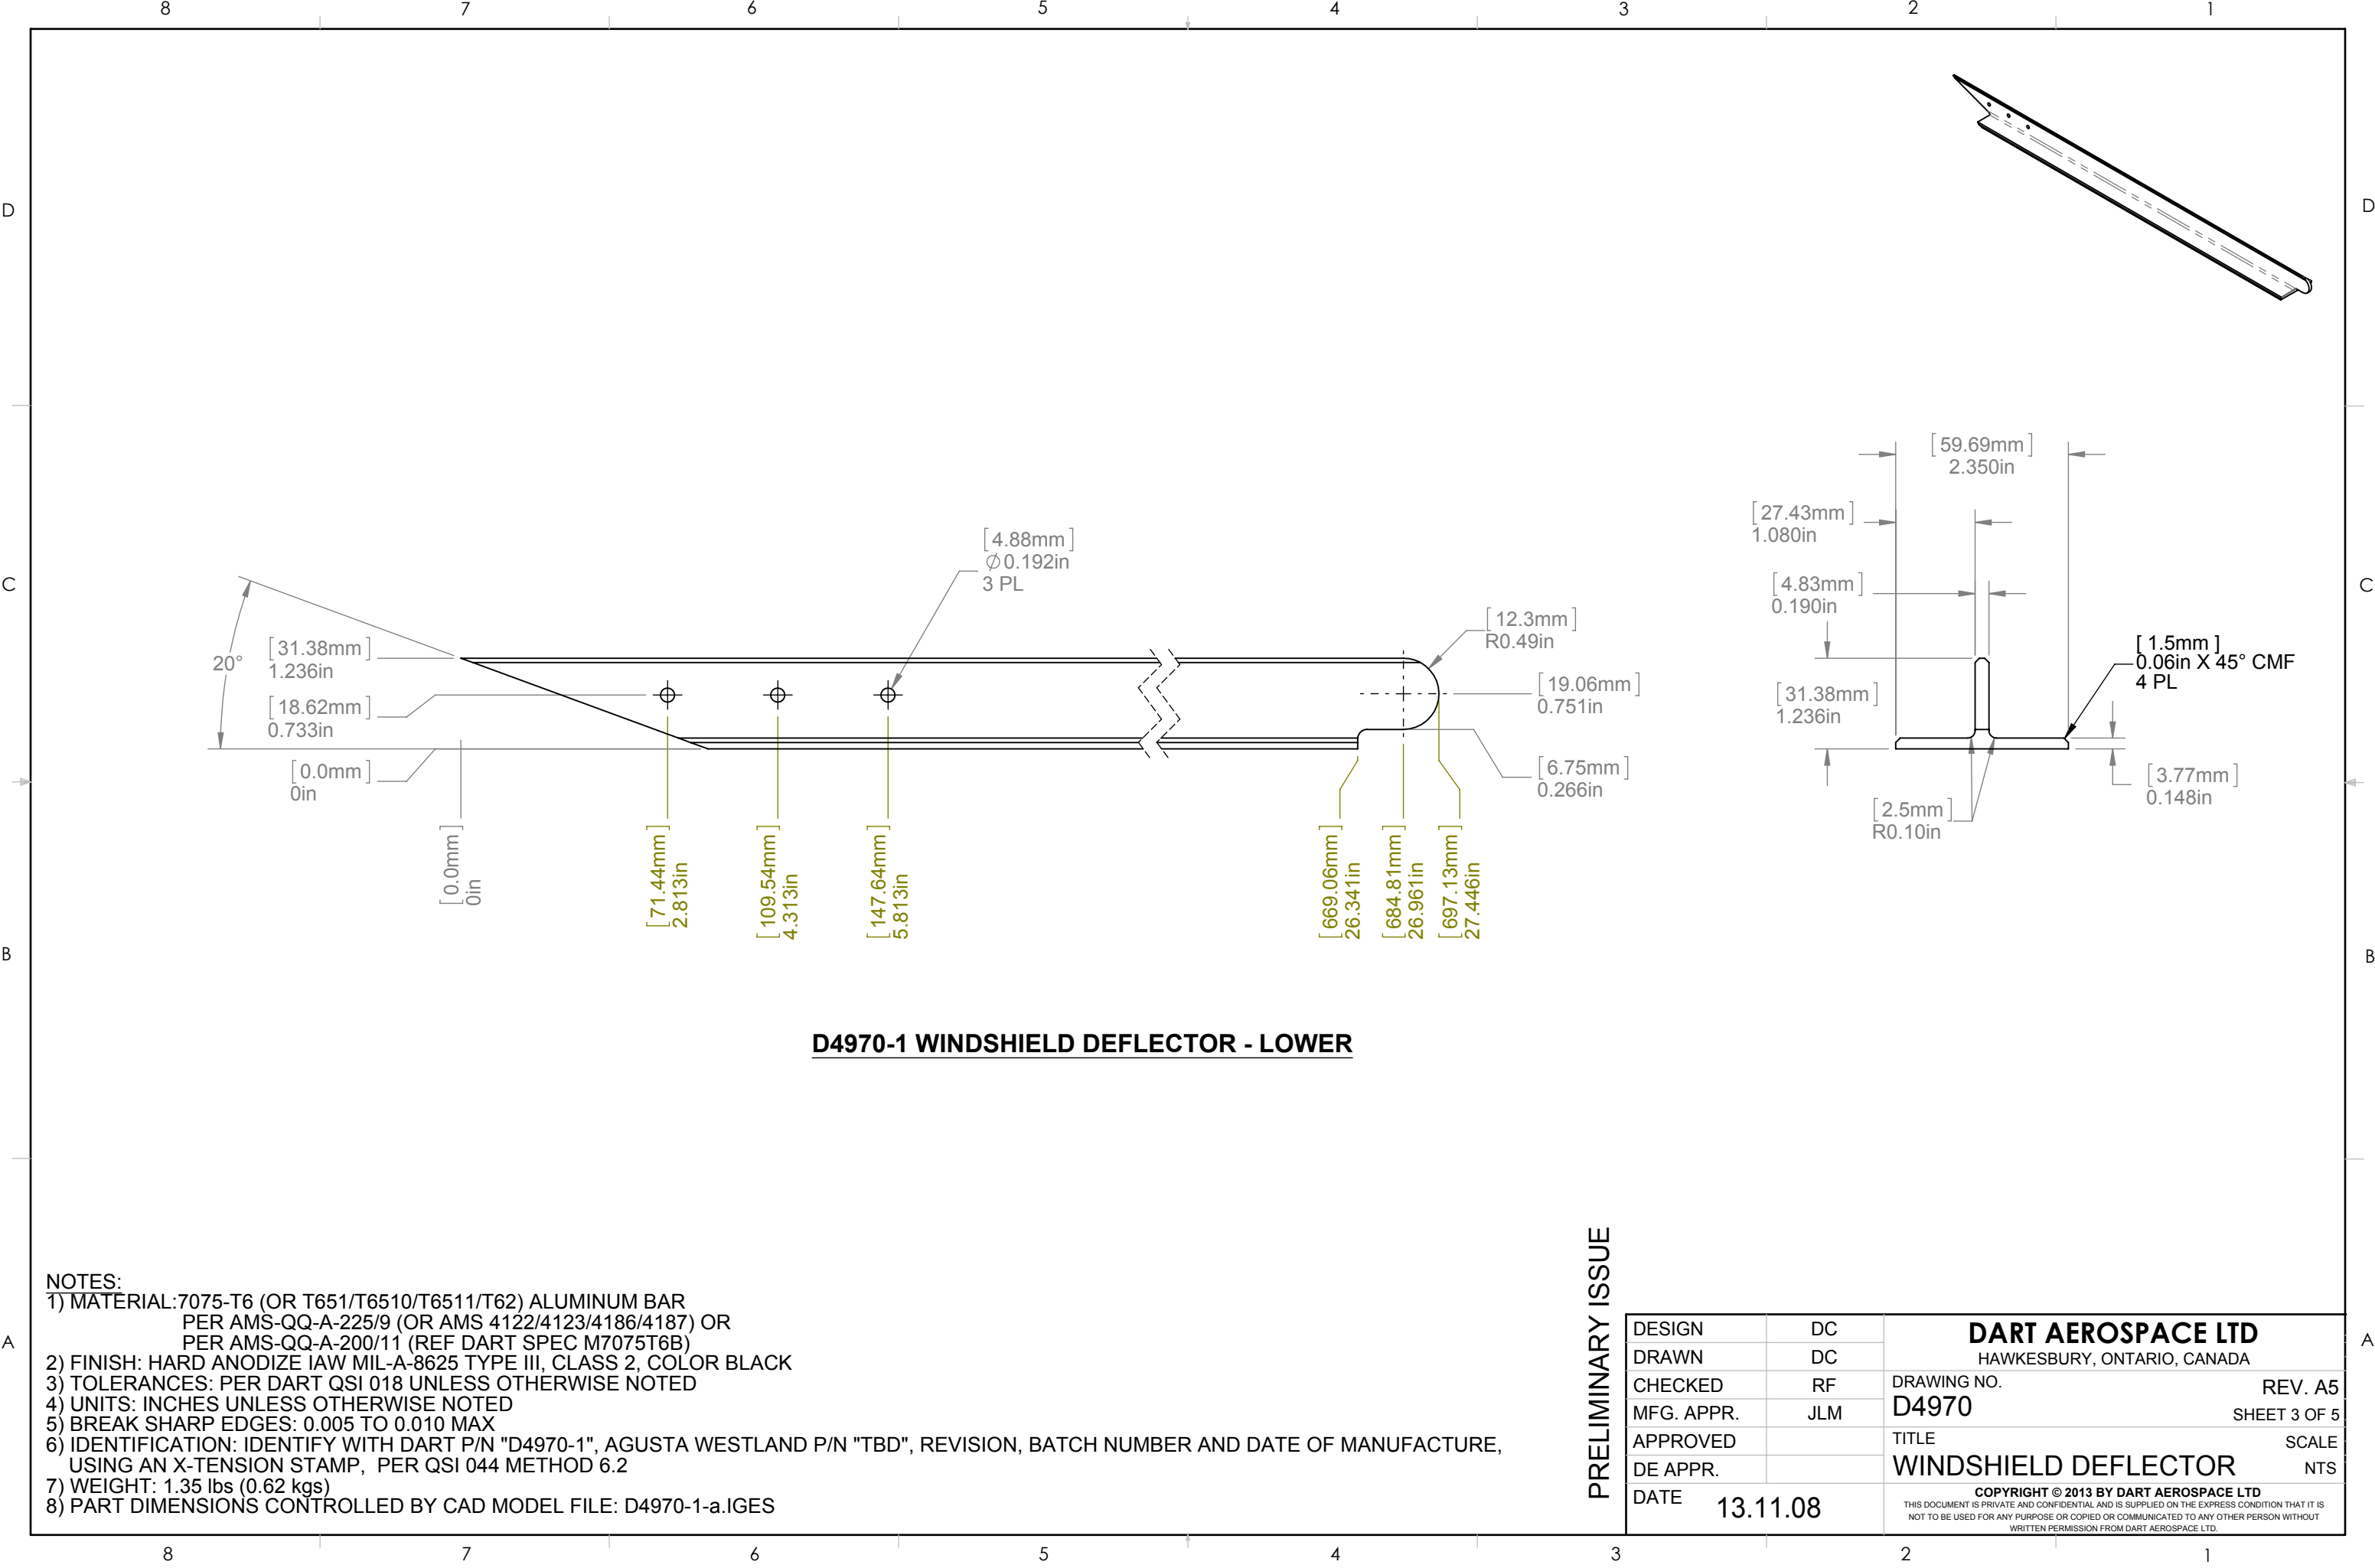 8 7 6 5 4 3 2 1
D
D
C
C
B
B
A
A
[59.69mm]
2.350in
[27.43mm]
1.080in
[4.83mm]
0.190in
[31.38mm]
1.236in
[1.5mm]
0.06in X 45° CMF
4 PL
[3.77mm]
0.148in
[2.5mm]
R0.10in
[4.88mm]
∅0.192in
3 PL
20°
[31.38mm]
1.236in
[18.62mm]
0.733in
[0.0mm]
0in
[12.3mm]
R0.49in
[19.06mm]
0.751in
[6.75mm]
0.266in
[0.0mm]
0in
[71.44mm]
2.813in
[109.54mm]
4.313in
[147.64mm]
5.813in
[669.06mm]
26.341in
[684.81mm]
26.961in
[697.13mm]
27.446in
D4970-1 WINDSHIELD DEFLECTOR - LOWER
NOTES:
1) MATERIAL:7075-T6 (OR T651/T6510/T6511/T62) ALUMINUM BAR
PER AMS-QQ-A-225/9 (OR AMS 4122/4123/4186/4187) OR
PER AMS-QQ-A-200/11 (REF DART SPEC M7075T6B)
2) FINISH: HARD ANODIZE IAW MIL-A-8625 TYPE III, CLASS 2, COLOR BLACK
3) TOLERANCES: PER DART QSI 018 UNLESS OTHERWISE NOTED
4) UNITS: INCHES UNLESS OTHERWISE NOTED
5) BREAK SHARP EDGES: 0.005 TO 0.010 MAX
6) IDENTIFICATION: IDENTIFY WITH DART P/N "D4970-1", AGUSTA WESTLAND P/N "TBD", REVISION, BATCH NUMBER AND DATE OF MANUFACTURE,
USING AN X-TENSION STAMP, PER QSI 044 METHOD 6.2
7) WEIGHT: 1.35 lbs (0.62 kgs)
8) PART DIMENSIONS CONTROLLED BY CAD MODEL FILE: D4970-1-a.IGES
PRELIMINARY ISSUE
DESIGN DC
DRAWN DC
CHECKED RF
MFG. APPR. JLM
APPROVED
DE APPR.
DATE 13.11.08
DART AEROSPACE LTD
HAWKESBURY, ONTARIO, CANADA
DRAWING NO. REV. A5
D4970 SHEET 3 OF 5
TITLE SCALE
WINDSHIELD DEFLECTOR NTS
COPYRIGHT © 2013 BY DART AEROSPACE LTD
THIS DOCUMENT IS PRIVATE AND CONFIDENTIAL AND IS SUPPLIED ON THE EXPRESS CONDITION THAT IT IS
NOT TO BE USED FOR ANY PURPOSE OR COPIED OR COMMUNICATED TO ANY OTHER PERSON WITHOUT
WRITTEN PERMISSION FROM DART AEROSPACE LTD.
8 7 6 5 4 3 2 1